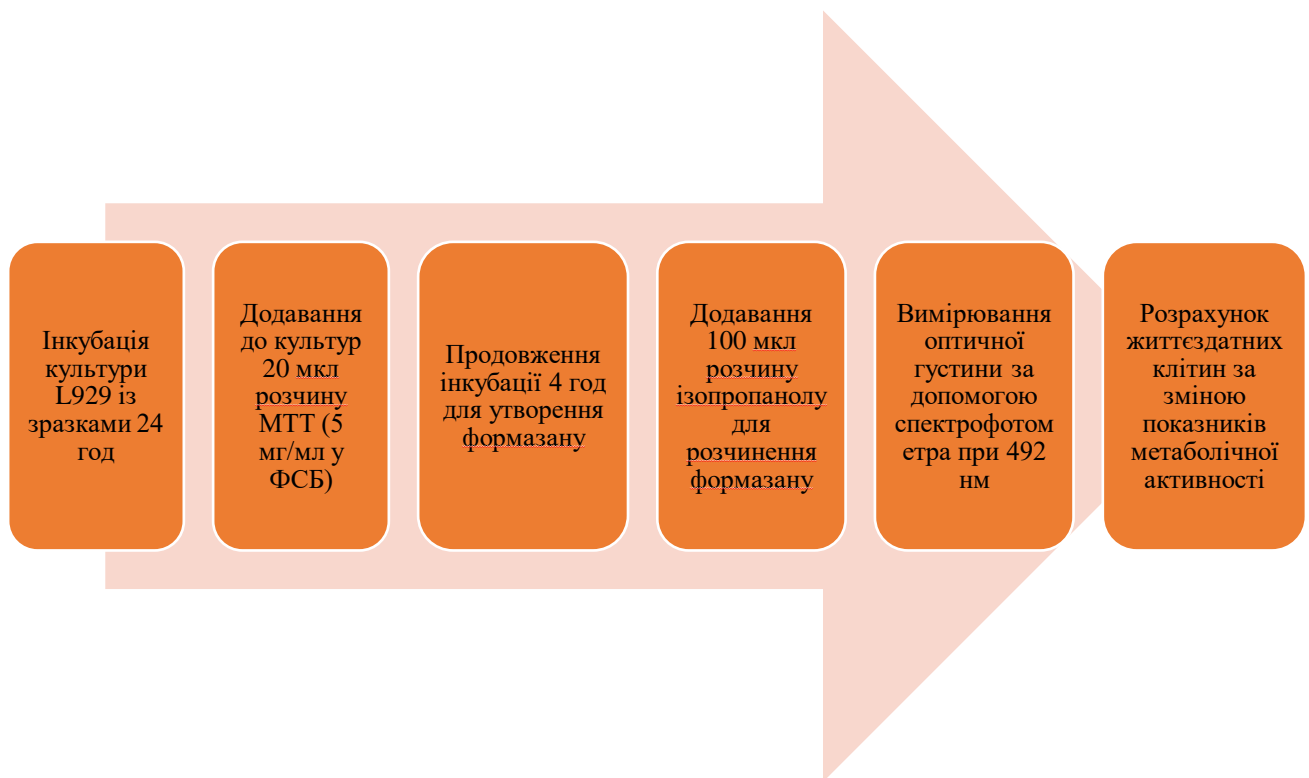 Інкубація
культури
L929 із
зразками 24
год
Додавання
до культур
20 мкл
розчину
МТТ (5
мг/мл у
ФСБ)
Продовження
інкубації 4 год
для утворення
формазану
Додавання
100 мкл
розчину
ізопропанолу
для
розчинення
формазану
Вимірювання
оптичної
густини за
допомогою
спектрофотом
етра при 492
нм
Розрахунок
життєздатних
клітин за
зміною
показників
метаболічної
активності